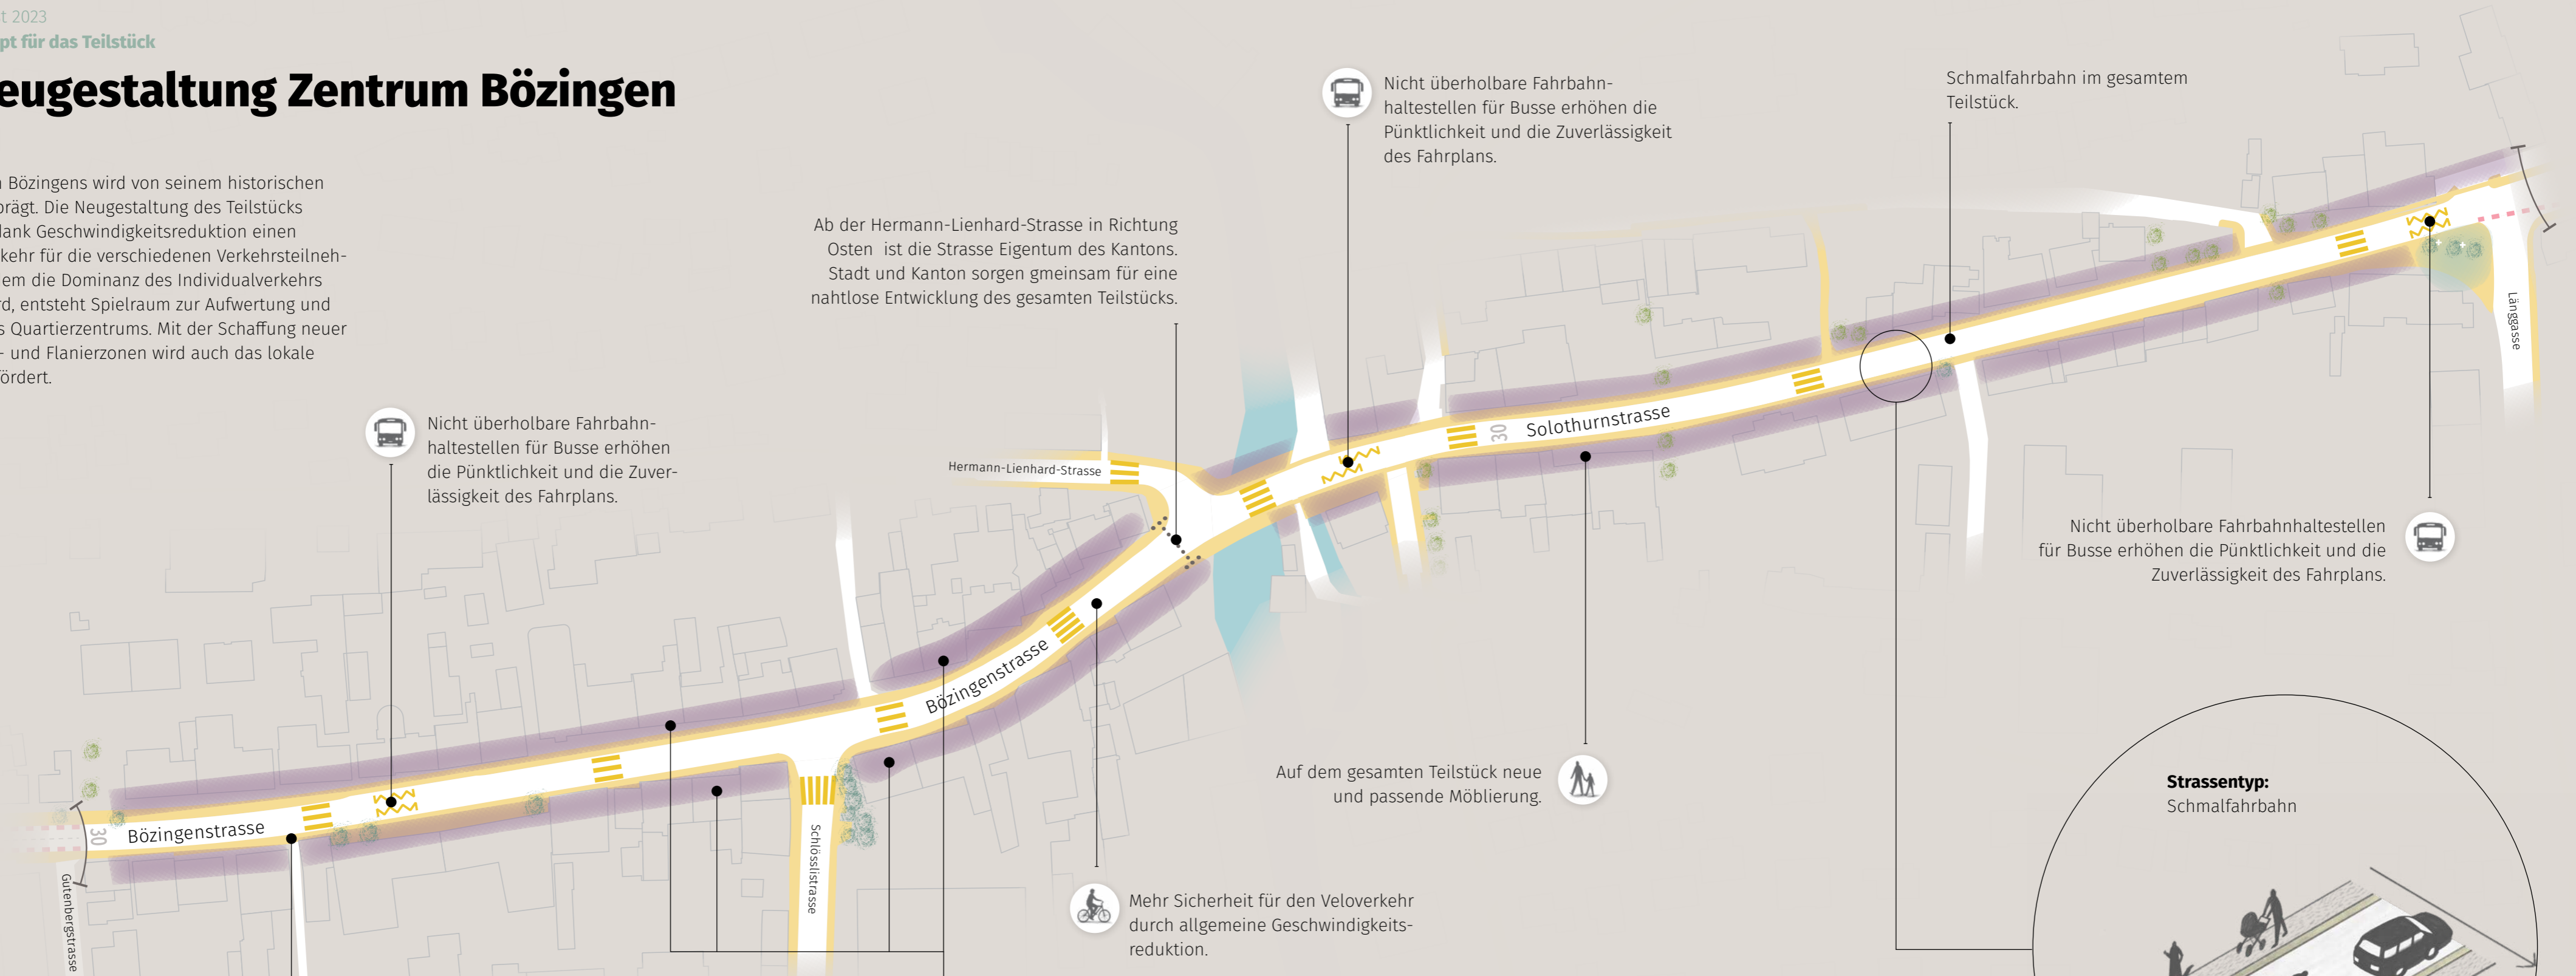 t 2023
pt für das Teilstück
eugestaltung Zentrum Bözingen
n Bözingens wird von seinem historischen
prägt. Die Neugestaltung des Teilstücks
dank Geschwindigkeitsreduktion einen
kehr für die verschiedenen Verkehrsteilneh-
em die Dominanz des Individualverkehrs
rd, entsteht Spielraum zur Aufwertung und
s Quartierzentrums. Mit der Schaffung neuer
- und Flanierzonen wird auch das lokale
fördert.
Nicht überholbare Fahrbahn-
haltestellen für Busse erhöhen
die Pünktlichkeit und die Zuver-
lässigkeit des Fahrplans.
Ab der Hermann-Lienhard-Strasse in Richtung
Osten ist die Strasse Eigentum des Kantons.
Stadt und Kanton sorgen gmeinsam für eine
nahtlose Entwicklung des gesamten Teilstücks.
Nicht überholbare Fahrbahn-
haltestellen für Busse erhöhen die
Pünktlichkeit und die Zuverlässigkeit
des Fahrplans.
Schmalfahrbahn im gesamtem
Teilstück.
Länggasse
Hermann-Lienhard-Strasse
30
Solothurnstrasse
Nicht überholbare Fahrbahnhaltestellen
für Busse erhöhen die Pünktlichkeit und die
Zuverlässigkeit des Fahrplans.
Bözingenstrasse
30
Bözingenstrasse
Gutenbergstrasse
Schlösslistrasse
Auf dem gesamten Teilstück neue
und passende Möblierung.
Mehr Sicherheit für den Veloverkehr
durch allgemeine Geschwindigkeits-
reduktion.
Strassentyp:
Schmalfahrbahn